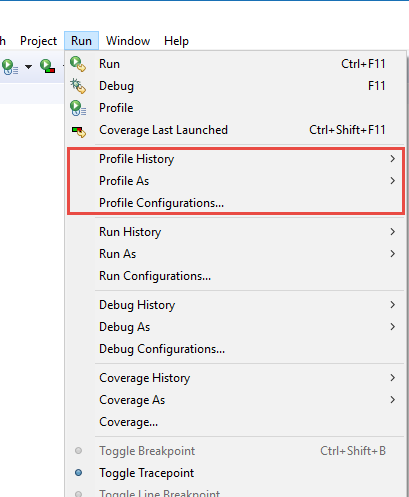 h Project Run Window Help
Run Ctrl+F11
Debug F11
Profile
Coverage Last Launched Ctrl+Shift+F11
Profile History
Profile As
Profile Configurations...
Run History
Run As
Run Configurations...
Debug History
Debug As
Debug Configurations...
Coverage History
Coverage As
Coverage...
Toggle Breakpoint Ctrl+Shift+B
Toggle Tracepoint
Toggle Line Breakpoint